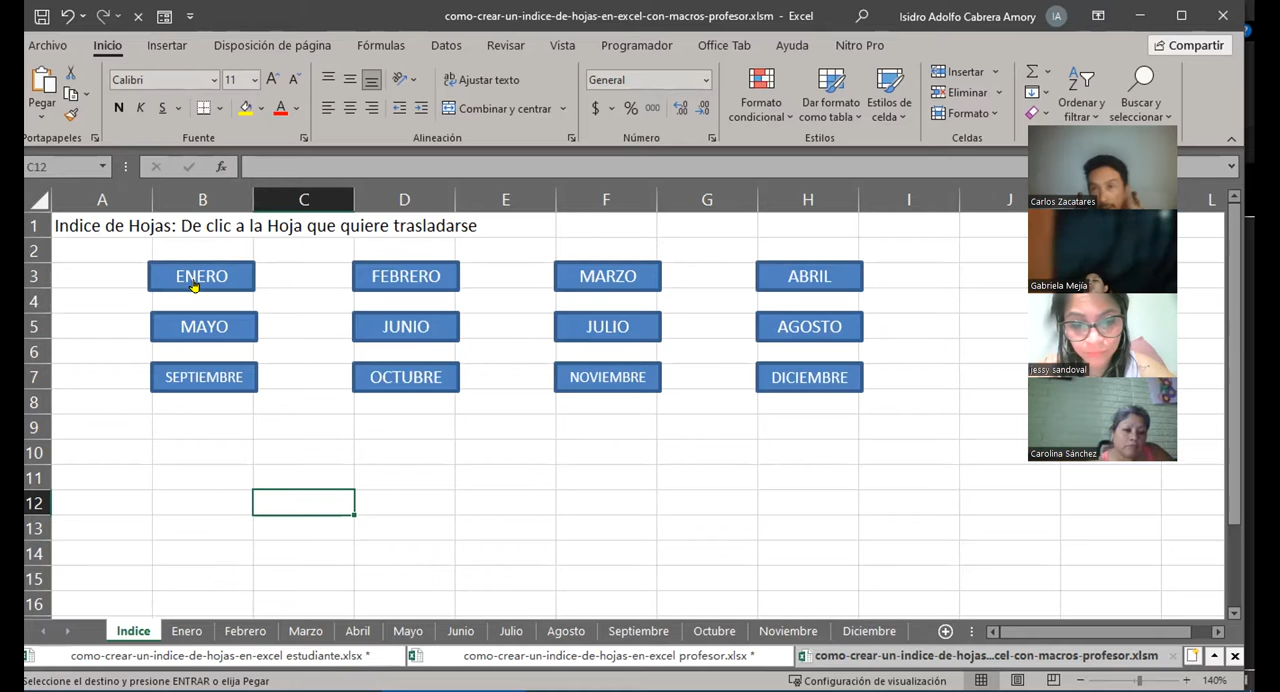 como-crear-un-indice-de-hojas-en-excel-con-macros-profesor.xlsm - Excel
Isidro Adolfo Cabrera Amory
IA
Archivo Inicio Insertar Disposición de página Fórmulas Datos Revisar Vista Programador Office Tab Ayuda Nitro Pro
Compartir
Pegar
Calibri 11
N K S
Ajustar texto
Combinar y centrar
General
$ % 000
Formato condicional
Dar formato como tabla
Estilos de celda
Insertar
Eliminar
Formato
Ordenar y filtrar
Buscar y seleccionar
Portapapeles Fuente Alineación Número Estilos Celdas
C12
fx
A B C D E F G H I J L
1 Indice de Hojas: De clic a la Hoja que quiere trasladarse
2
3 ENERO FEBRERO MARZO ABRIL
4
5 MAYO JUNIO JULIO AGOSTO
6
7 SEPTIEMBRE OCTUBRE NOVIEMBRE DICIEMBRE
8
9
10
11
12
13
14
15
16
Carlos Zacatares
Gabriela Mejía
jessy sandoval
Carolina Sánchez
Indice Enero Febrero Marzo Abril Mayo Junio Julio Agosto Septiembre Octubre Noviembre Diciembre
como-crear-un-indice-de-hojas-en-excel estudiante.xlsx *
como-crear-un-indice-de-hojas-en-excel profesor.xlsx *
como-crear-un-indice-de-hojas...cel-con-macros-profesor.xlsm
Seleccione el destino y presione ENTRAR o elija Pegar
Configuración de visualización
140%